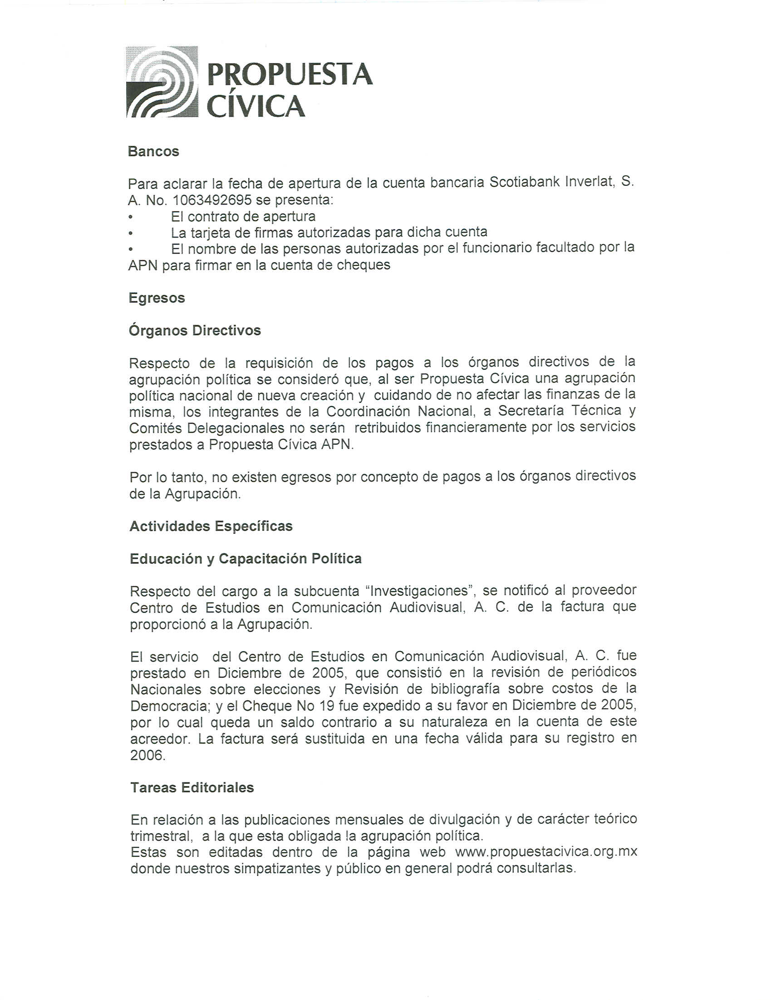 PROPUESTA
CÍVICA
Bancos
Para aclarar la fecha de apertura de la cuenta bancaria Scotiabank Inverlat, S.
A. No. 1063492695 se presenta:
• El contrato de apertura
• La tarjeta de firmas autorizadas para dicha cuenta
• El nombre de las personas autorizadas por el funcionario facultado por la
APN para firmar en la cuenta de cheques
Egresos
Órganos Directivos
Respecto de la requisición de los pagos a los órganos directivos de la
agrupación política se consideró que, al ser Propuesta Cívica una agrupación
política nacional de nueva creación y cuidando de no afectar las finanzas de la
misma, los integrantes de la Coordinación Nacional, a Secretaría Técnica y
Comités Delegacionales no serán retribuidos financieramente por los servicios
prestados a Propuesta Cívica APN.
Por lo tanto, no existen egresos por concepto de pagos a los órganos directivos
de la Agrupación.
Actividades Específicas
Educación y Capacitación Política
Respecto del cargo a la subcuenta “Investigaciones”, se notificó al proveedor
Centro de Estudios en Comunicación Audiovisual, A. C. de la factura que
proporcionó a la Agrupación.
El servicio del Centro de Estudios en Comunicación Audiovisual, A. C. fue
prestado en Diciembre de 2005, que consistió en la revisión de periódicos
Nacionales sobre elecciones y Revisión de bibliografía sobre costos de la
Democracia; y el Cheque No 19 fue expedido a su favor en Diciembre de 2005,
por lo cual queda un saldo contrario a su naturaleza en la cuenta de este
acreedor. La factura será sustituida en una fecha válida para su registro en
2006.
Tareas Editoriales
En relación a las publicaciones mensuales de divulgación y de carácter teórico
trimestral, a la que esta obligada la agrupación política.
Estas son editadas dentro de la página web www.propuestacivica.org.mx
donde nuestros simpatizantes y público en general podrá consultarlas.